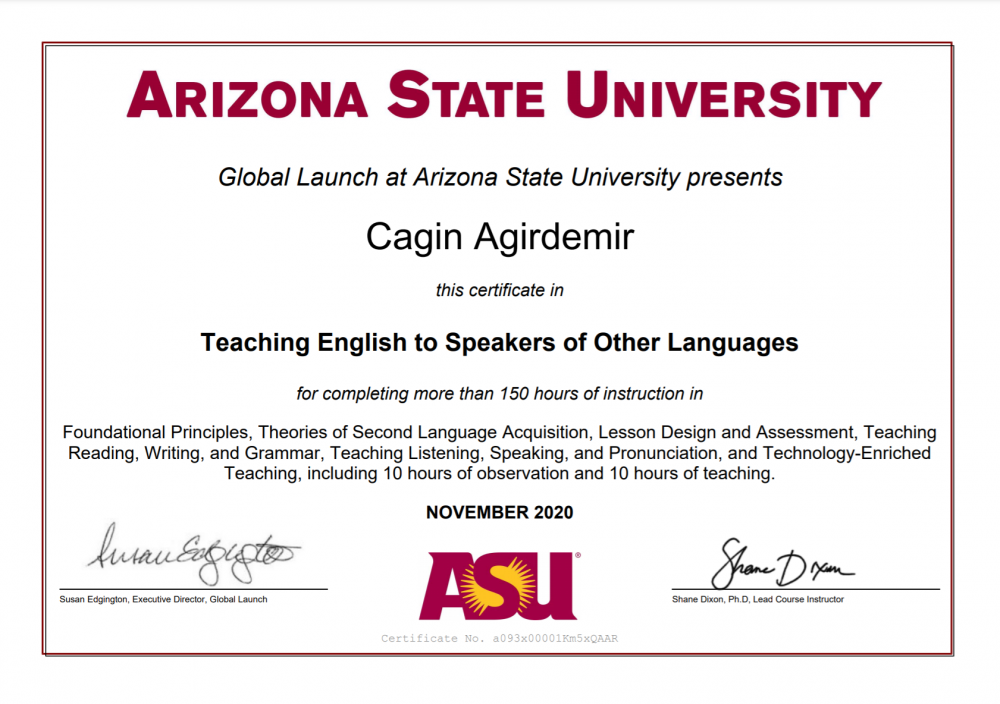 ARIZONA STATE UNIVERSITY
Global Launch at Arizona State University presents
Cagin Agirdemir
this certificate in
Teaching English to Speakers of Other Languages
for completing more than 150 hours of instruction in
Foundational Principles, Theories of Second Language Acquisition, Lesson Design and Assessment, Teaching
Reading, Writing, and Grammar, Teaching Listening, Speaking, and Pronunciation, and Technology-Enriched
Teaching, including 10 hours of observation and 10 hours of teaching.
NOVEMBER 2020
Susan Edgington
Shane Dixon
ASU®
Susan Edgington, Executive Director, Global Launch
Shane Dixon, Ph.D, Lead Course Instructor
Certificate No. a093x00001Km5xQAAR